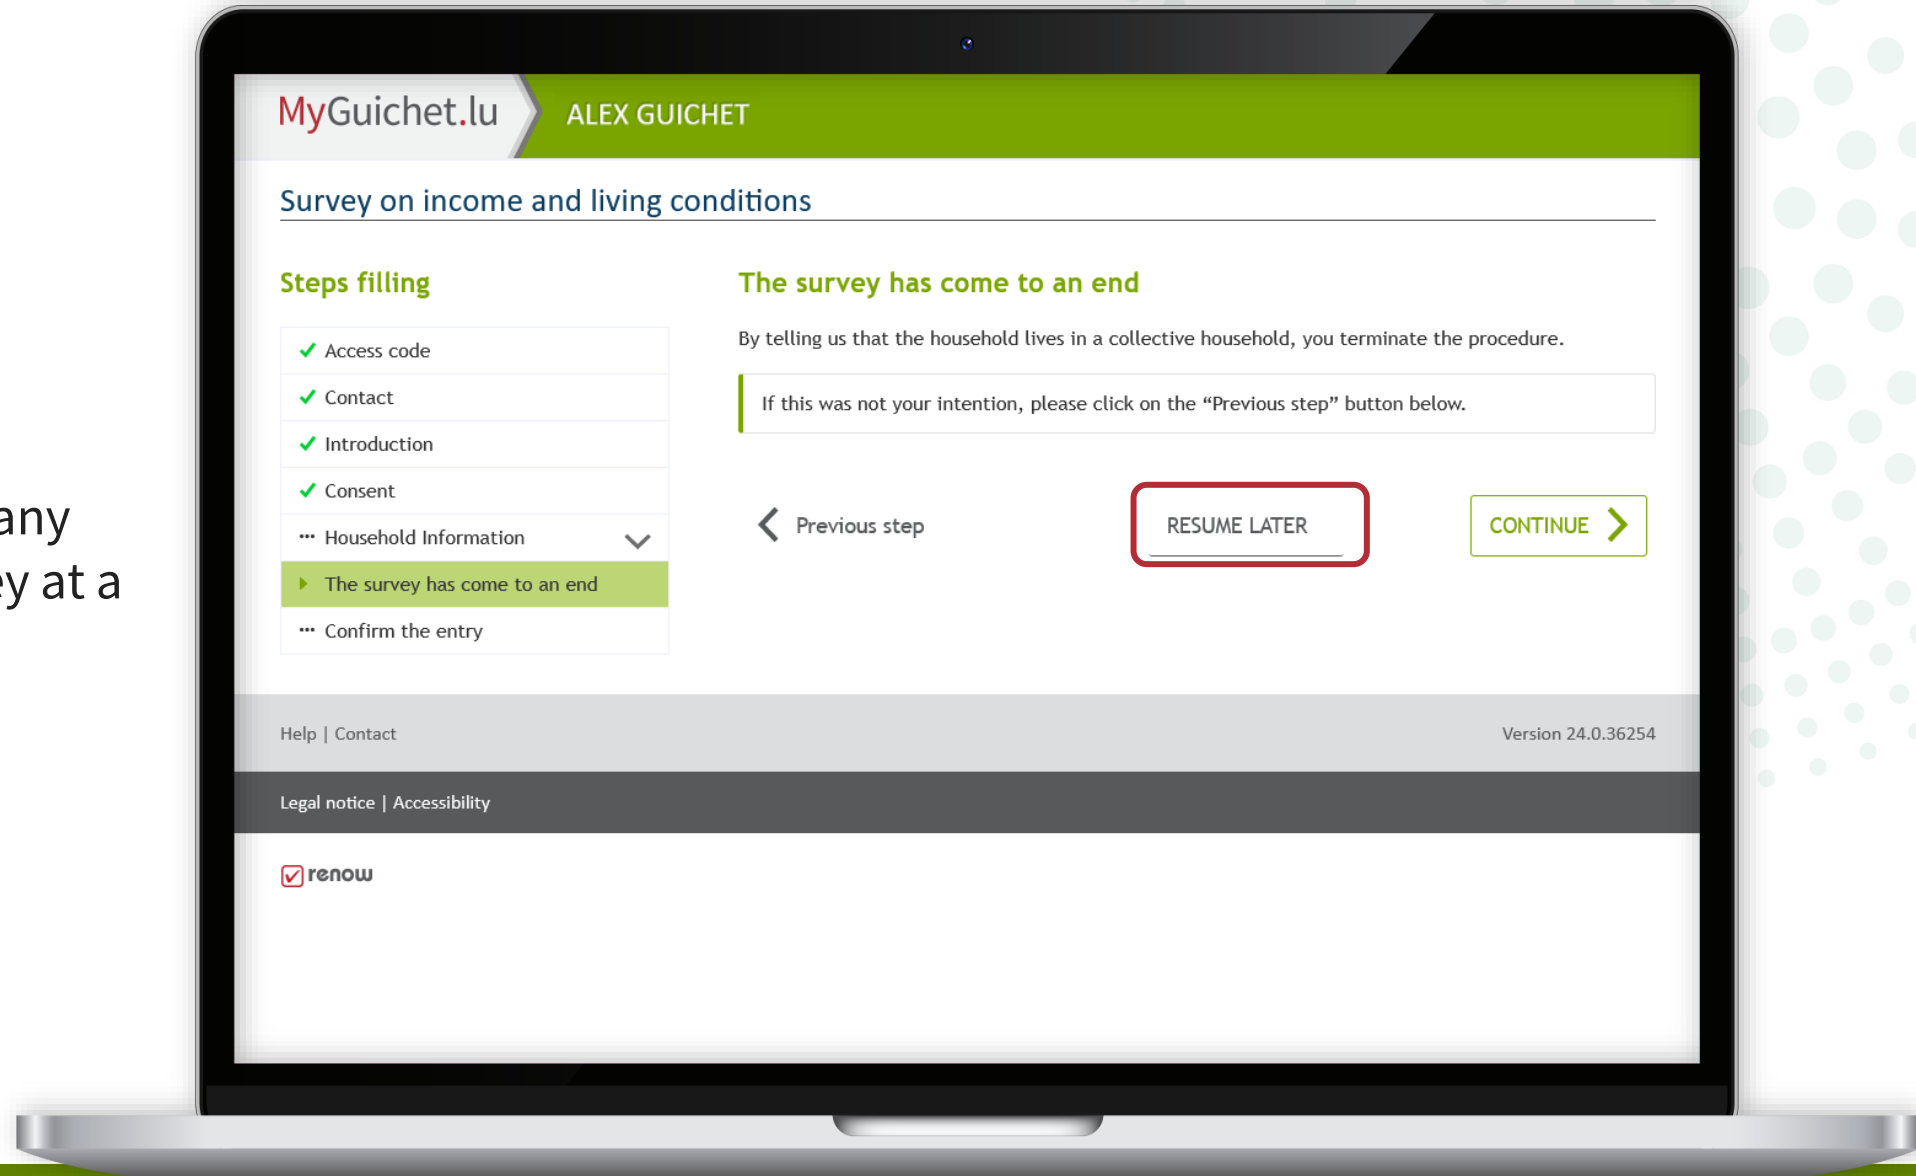 any
ey at a
MyGuichet.lu
ALEX GUICHET
Survey on income and living conditions
Steps filling
Access code
Contact
Introduction
Consent
Household Information
The survey has come to an end
Confirm the entry
The survey has come to an end
By telling us that the household lives in a collective household, you terminate the procedure.
If this was not your intention, please click on the “Previous step” button below.
Previous step
RESUME LATER
CONTINUE
Help | Contact
Version 24.0.36254
Legal notice | Accessibility
renow